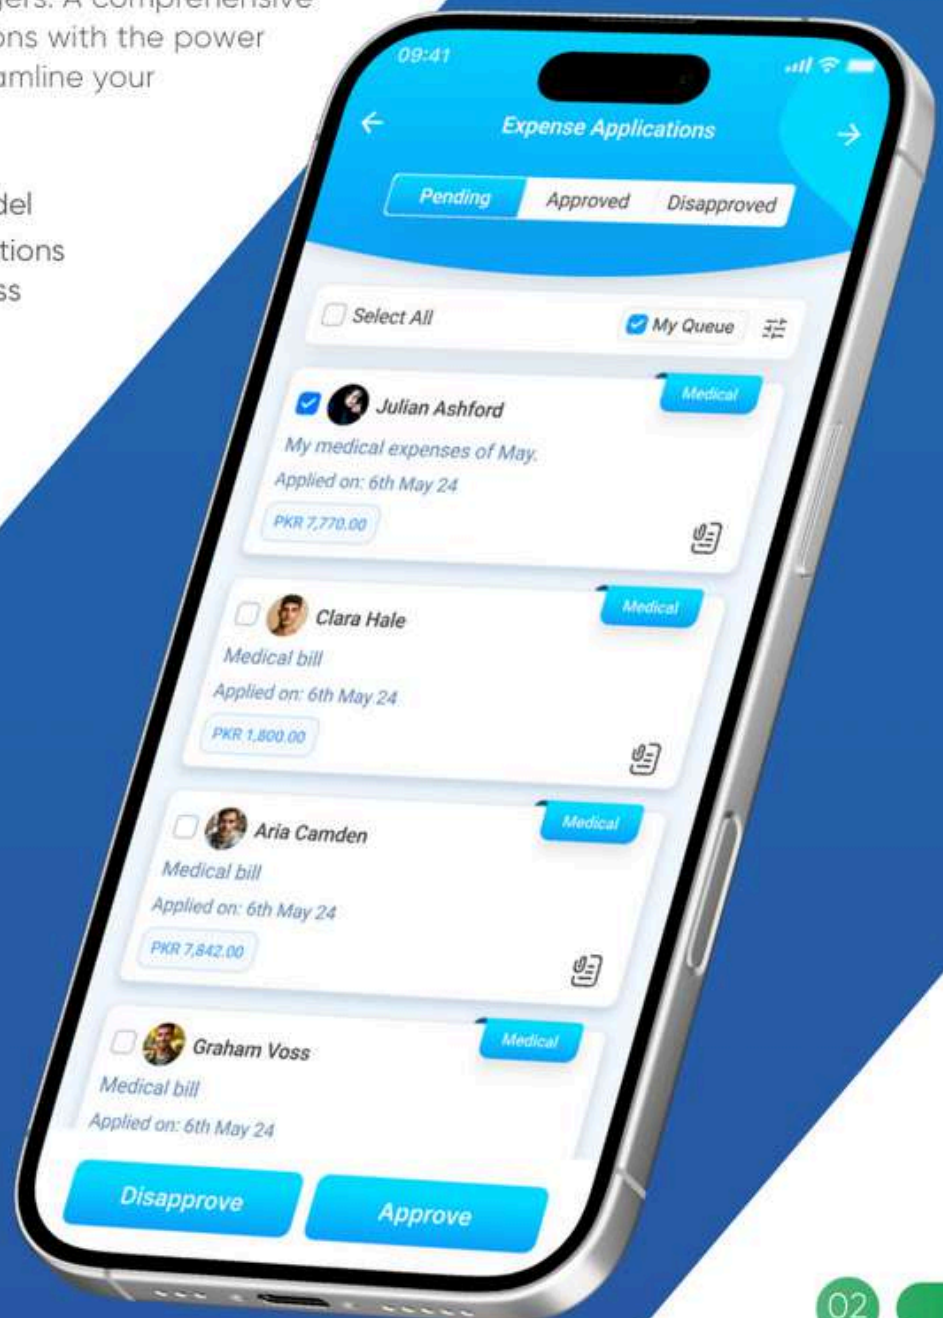 gers. A comprehensive
ons with the power
amline your
del
tions
ss
09:41
Expense Applications
Pending Approved Disapproved
Select All My Queue
Julian Ashford Medical
My medical expenses of May.
Applied on: 6th May 24
PKR 7,770.00
Clara Hale Medical
Medical bill
Applied on: 6th May 24
PKR 1,800.00
Aria Camden Medical
Medical bill
Applied on: 6th May 24
PKR 7,842.00
Graham Voss Medical
Medical bill
Applied on: 6th May 24
Disapprove Approve
02